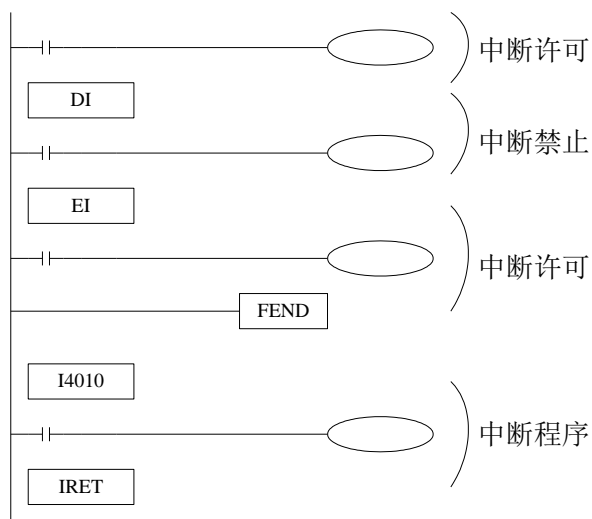 中断许可
DI
中断禁止
EI
中断许可
FEND
I4010
中断程序
IRET